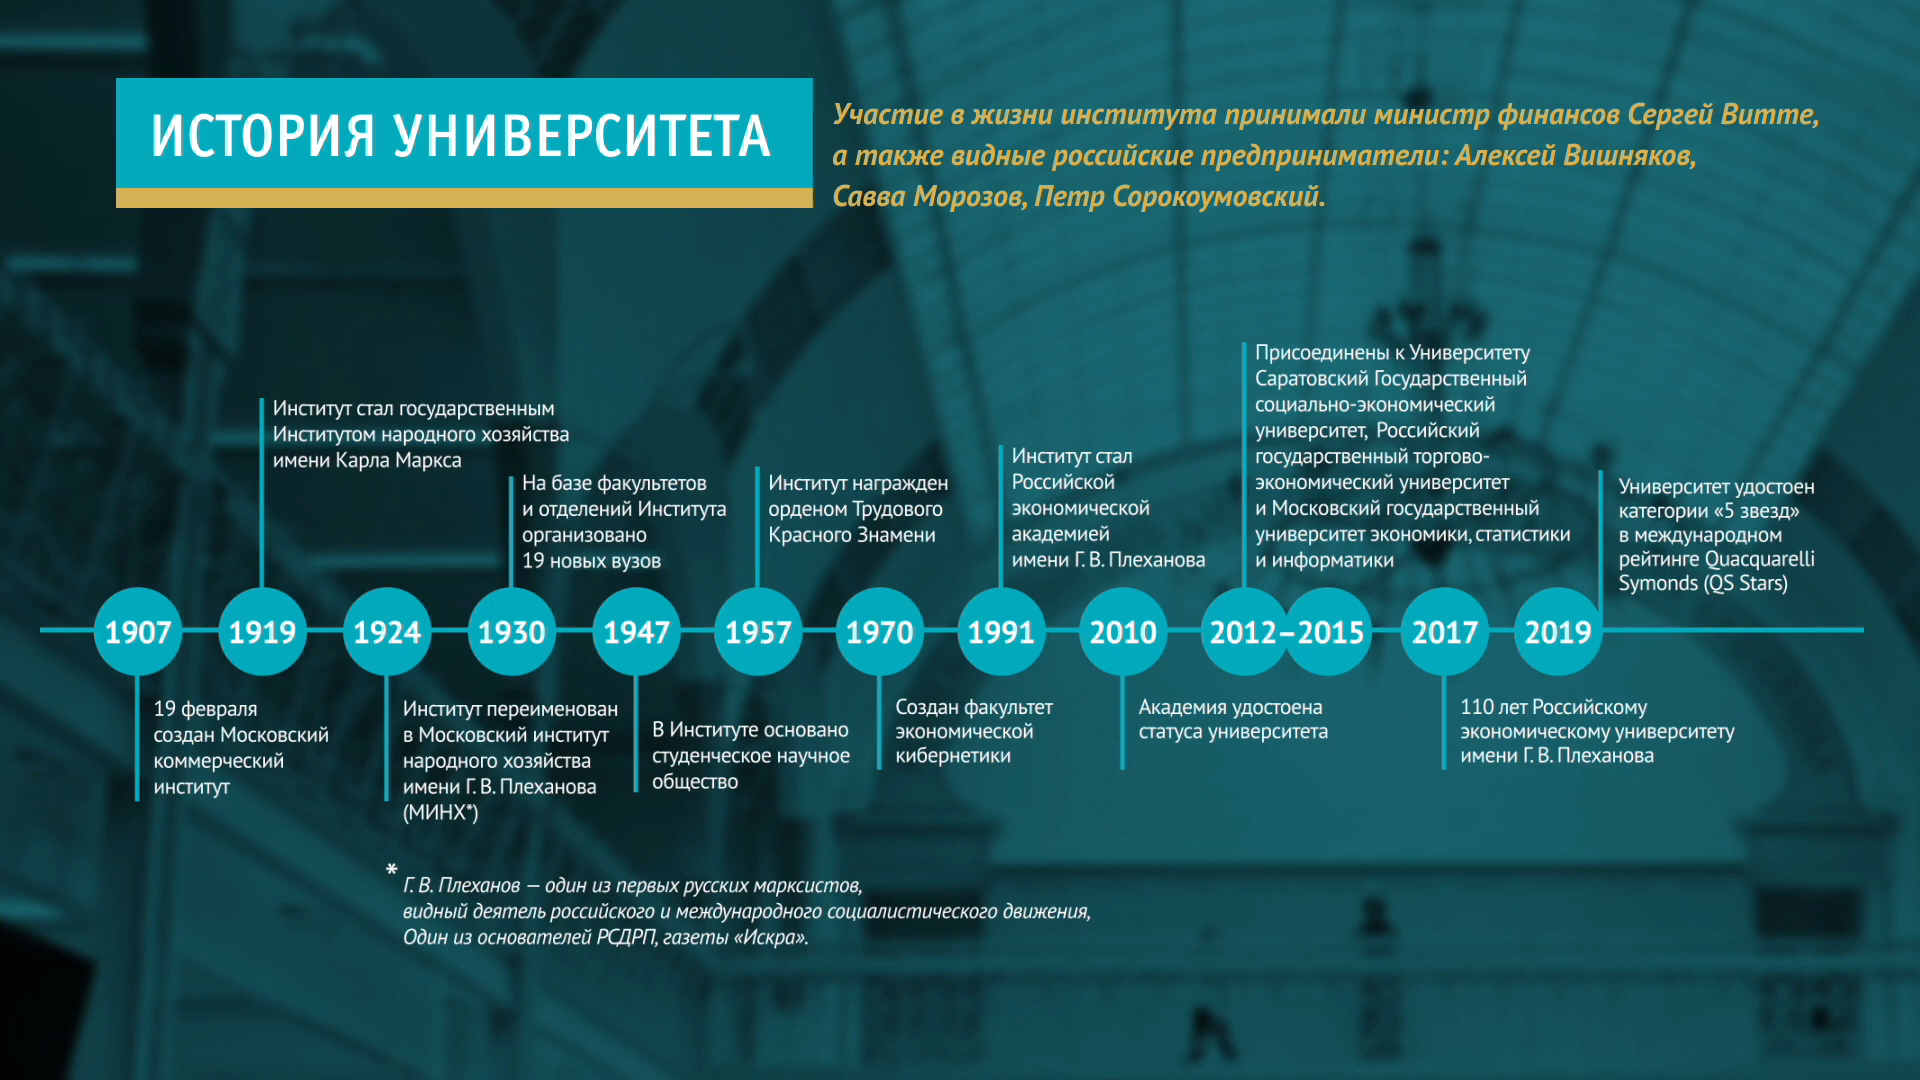 ИСТОРИЯ УНИВЕРСИТЕТА
Участие в жизни института принимали министр финансов Сергей Витте,
а также видные российские предприниматели: Алексей Вишняков,
Савва Морозов, Петр Сорокоумовский.
1907
19 февраля
создан Московский
коммерческий
институт
1919
Институт стал государственным
Институтом народного хозяйства
имени Карла Маркса
1924
Институт переименован
в Московский институт
народного хозяйства
имени Г. В. Плеханова
(МИНХ*)
1930
На базе факультетов
и отделений Института
организовано
19 новых вузов
1947
В Институте основано
студенческое научное
общество
1957
Институт награжден
орденом Трудового
Красного Знамени
1970
Создан факультет
экономической
кибернетики
1991
Институт стал
Российской
экономической
академией
имени Г. В. Плеханова
2010
Академия удостоена
статуса университета
2012–2015
Присоединены к Университету
Саратовский Государственный
социально-экономический
университет, Российский
государственный торгово-
экономический университет
и Московский государственный
университет экономики, статистики
и информатики
2017
110 лет Российскому
экономическому университету
имени Г. В. Плеханова
2019
Университет удостоен
категории «5 звезд»
в международном
рейтинге Quacquarelli
Symonds (QS Stars)
* Г. В. Плеханов — один из первых русских марксистов,
видный деятель российского и международного социалистического движения,
Один из основателей РСДРП, газеты «Искра».